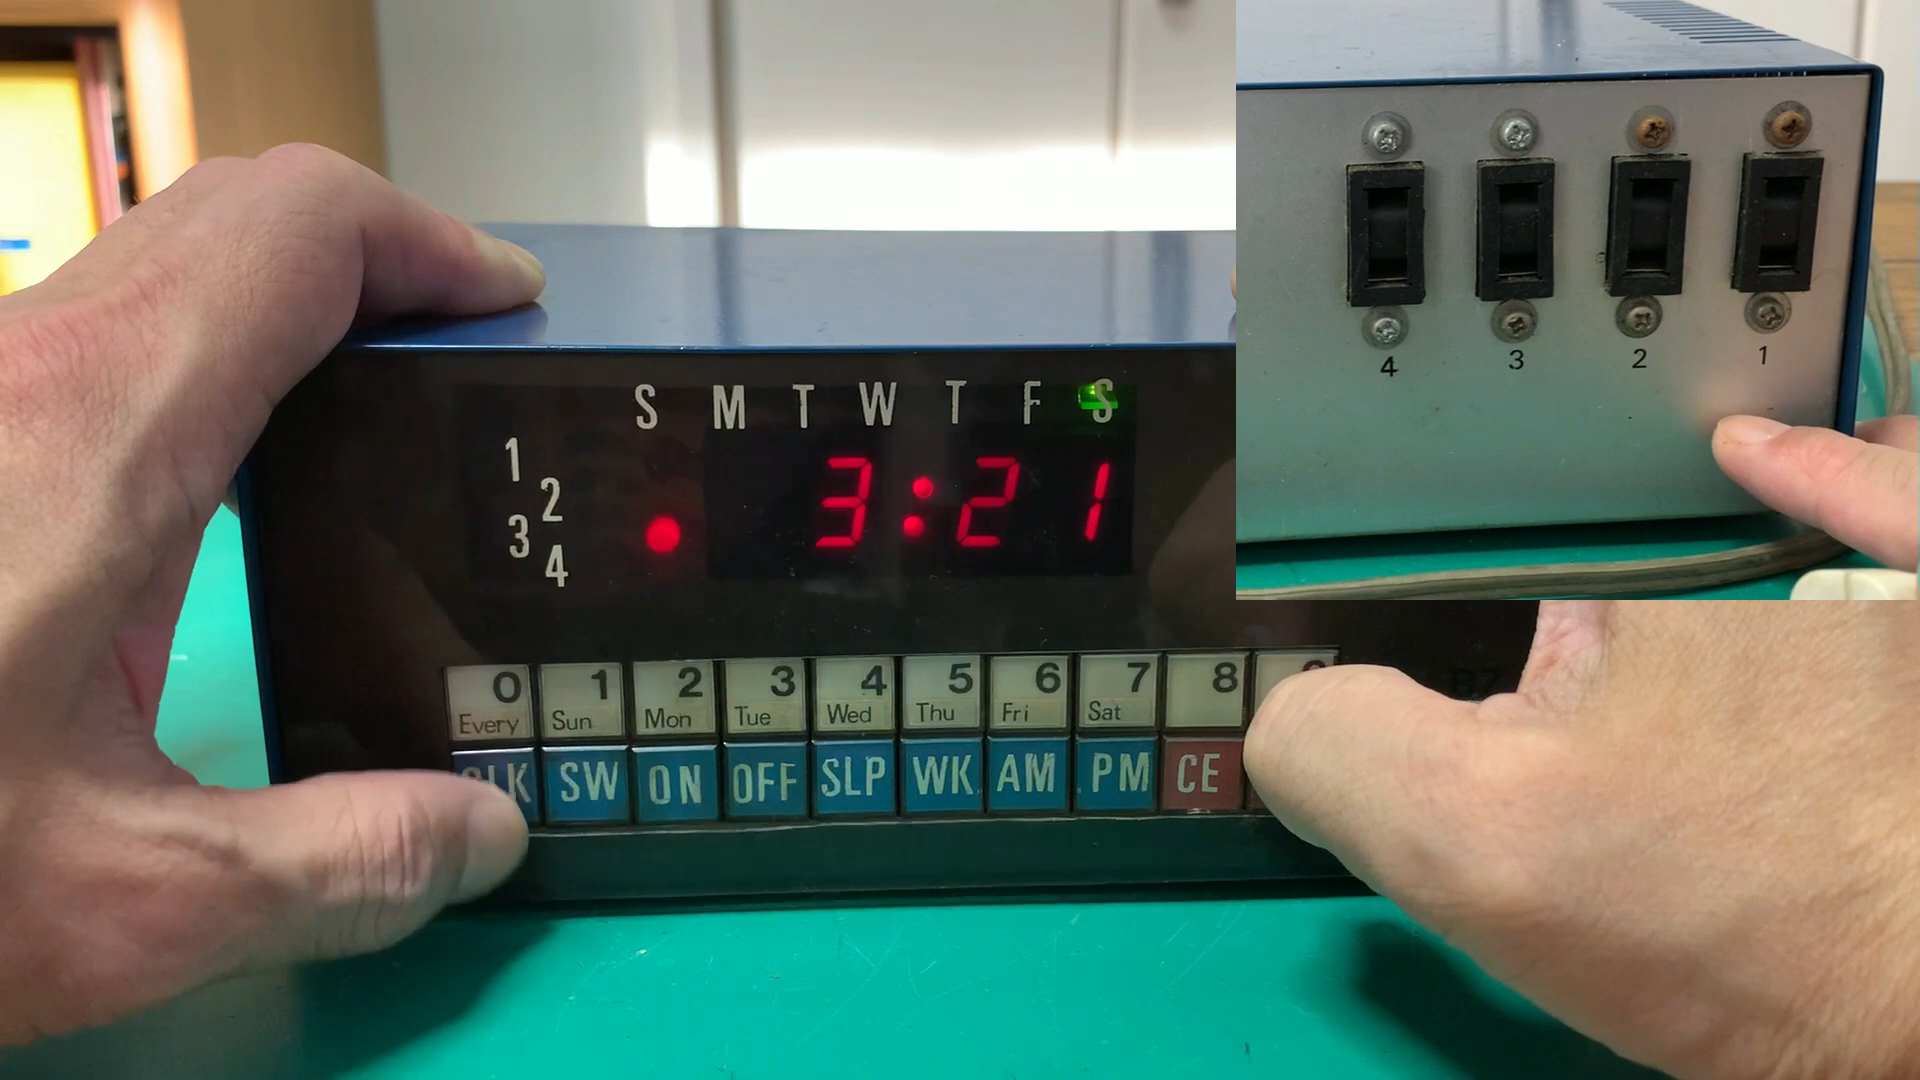 S M T W T F S
1
2
3
4
3:21
0 1 2 3 4 5 6 7 8
Every Sun Mon Tue Wed Thu Fri Sat
SW ON OFF SLP WK AM PM CE
4 3 2 1